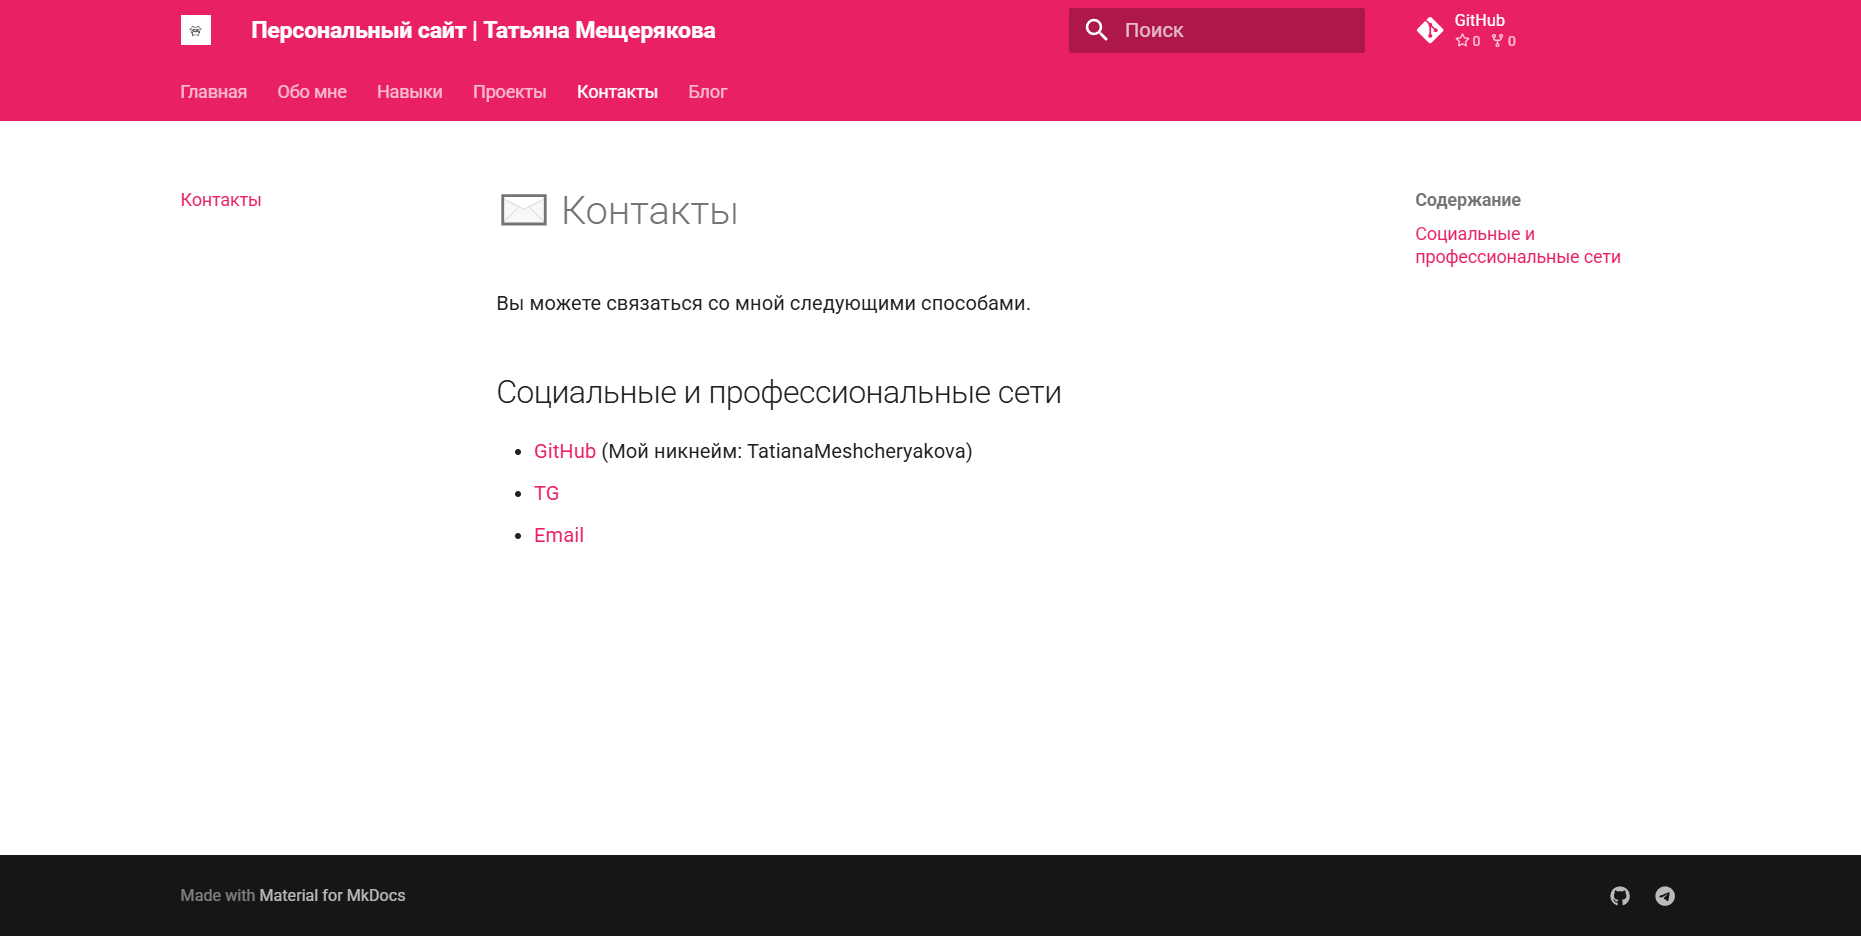 Персональный сайт | Татьяна Мещерякова
Поиск
GitHub
0 0
Главная Обо мне Навыки Проекты Контакты Блог
Контакты
Контакты
Вы можете связаться со мной следующими способами.
Социальные и профессиональные сети
GitHub (Мой никнейм: TatianaMeshcheryakova)
TG
Email
Содержание
Социальные и
профессиональные сети
Made with Material for MkDocs